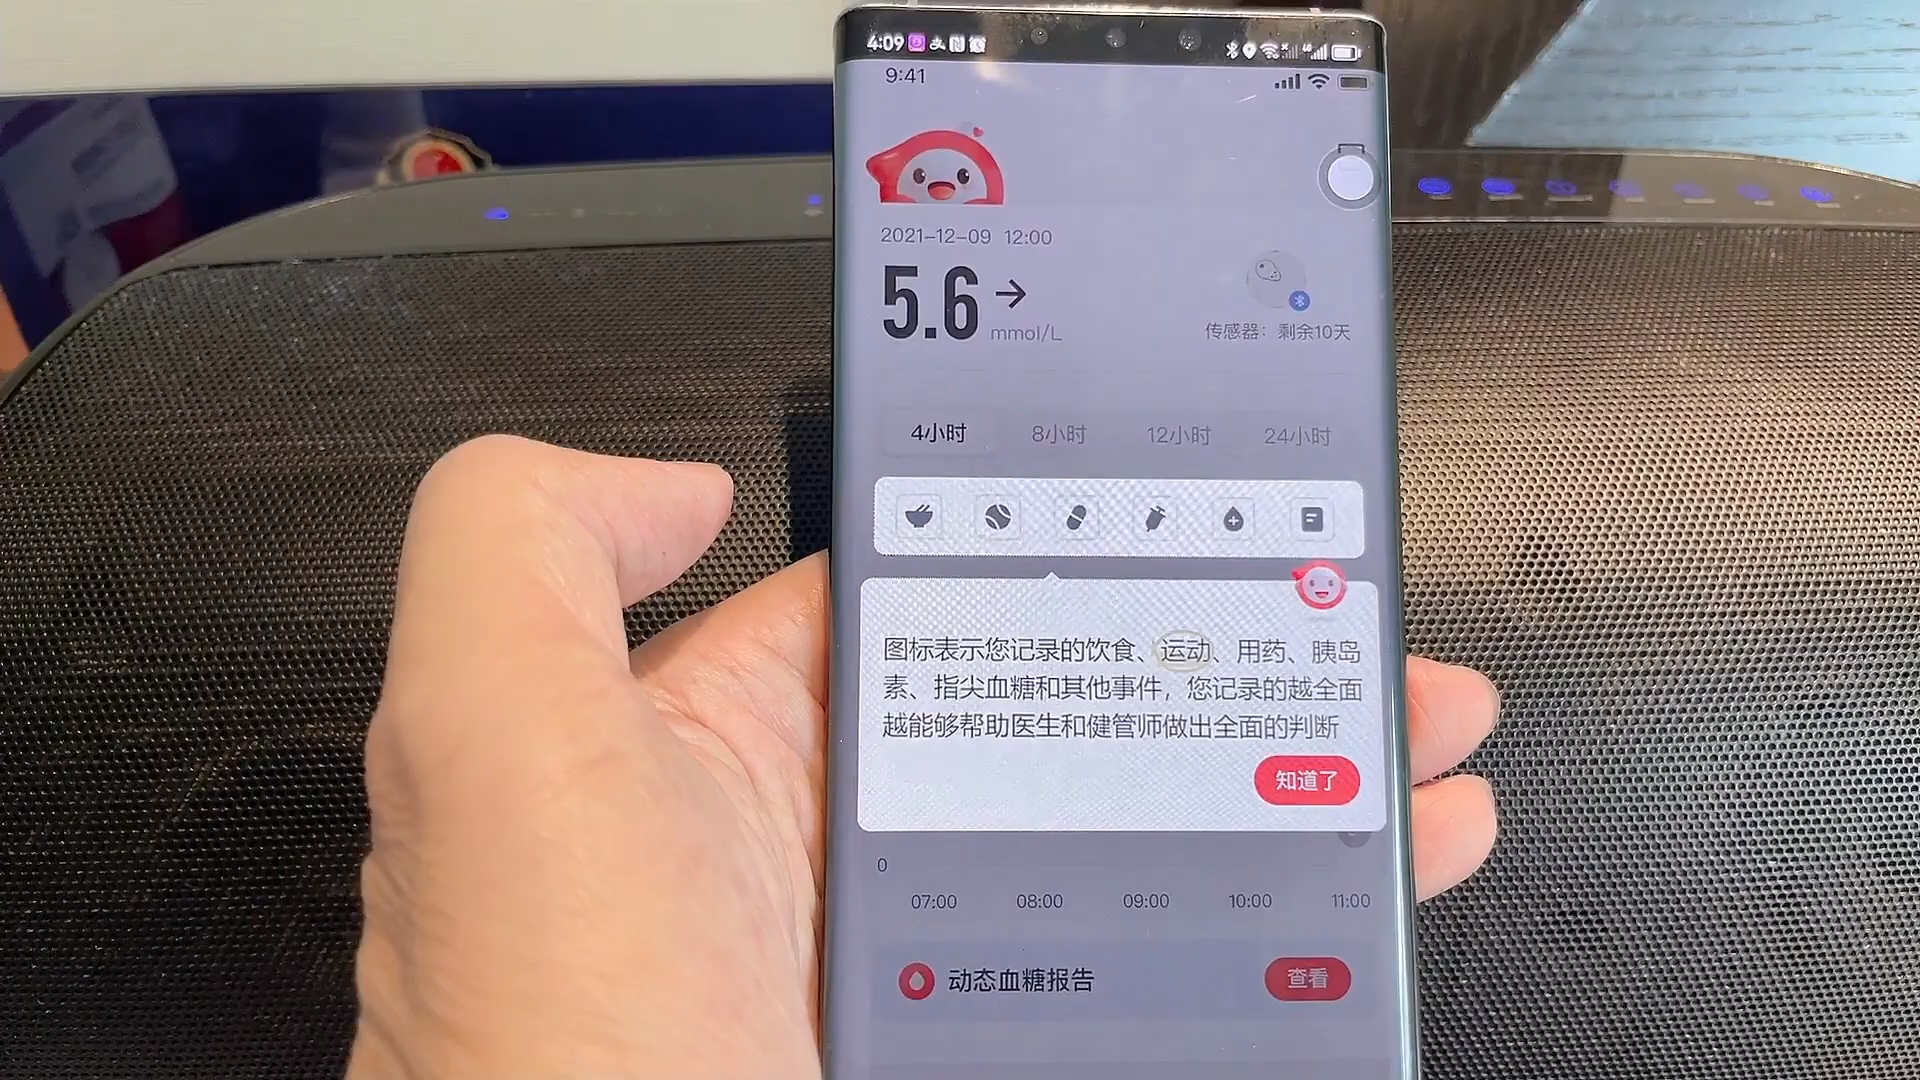 4:09
9:41
2021-12-09 12:00
5.6
mmol/L
传感器：剩余10天
4小时 8小时 12小时 24小时
图标表示您记录的饮食、运动、用药、胰岛
素、指尖血糖和其他事件，您记录的越全面
越能够帮助医生和健管师做出全面的判断
知道了
0
07:00 08:00 09:00 10:00 11:00
动态血糖报告 查看